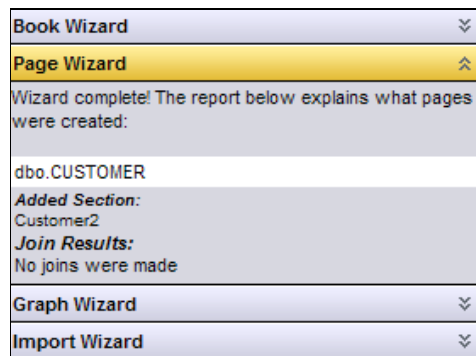 Book Wizard
Page Wizard
Wizard complete! The report below explains what pages
were created:
dbo.CUSTOMER
Added Section:
Customer2
Join Results:
No joins were made
Graph Wizard
Import Wizard